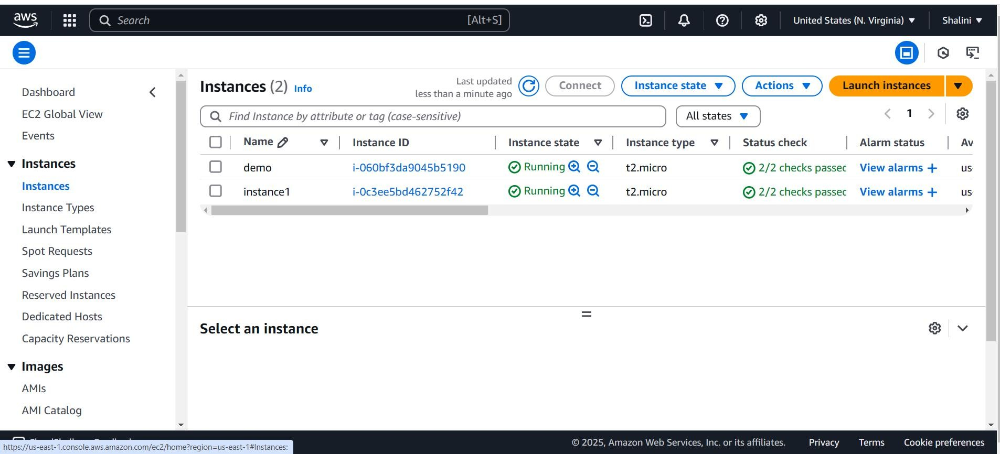 aws
Search [Alt+S]
United States (N. Virginia)
Shalini
Dashboard
EC2 Global View
Events
Instances
Instances
Instance Types
Launch Templates
Spot Requests
Savings Plans
Reserved Instances
Dedicated Hosts
Capacity Reservations
Images
AMIs
AMI Catalog
Instances (2) Info
Last updated
less than a minute ago
Connect
Instance state
Actions
Launch instances
Find Instance by attribute or tag (case-sensitive)
All states
1
Name Instance ID Instance state Instance type Status check Alarm status Av
demo i-060bf3da9045b5190 Running t2.micro 2/2 checks passec View alarms + us
instance1 i-0c3ee5bd462752f42 Running t2.micro 2/2 checks passec View alarms + us
Select an instance
https://us-east-1.console.aws.amazon.com/ec2/home?region=us-east-1#Instances:
© 2025, Amazon Web Services, Inc. or its affiliates. Privacy Terms Cookie preferences